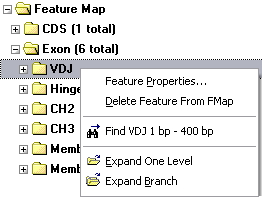 Feature Map
CDS (1 total)
Exon (6 total)
VDJ
Hinge
CH2
CH3
Memb
Memb
Feature Properties...
Delete Feature From FMap
Find VDJ 1 bp - 400 bp
Expand One Level
Expand Branch